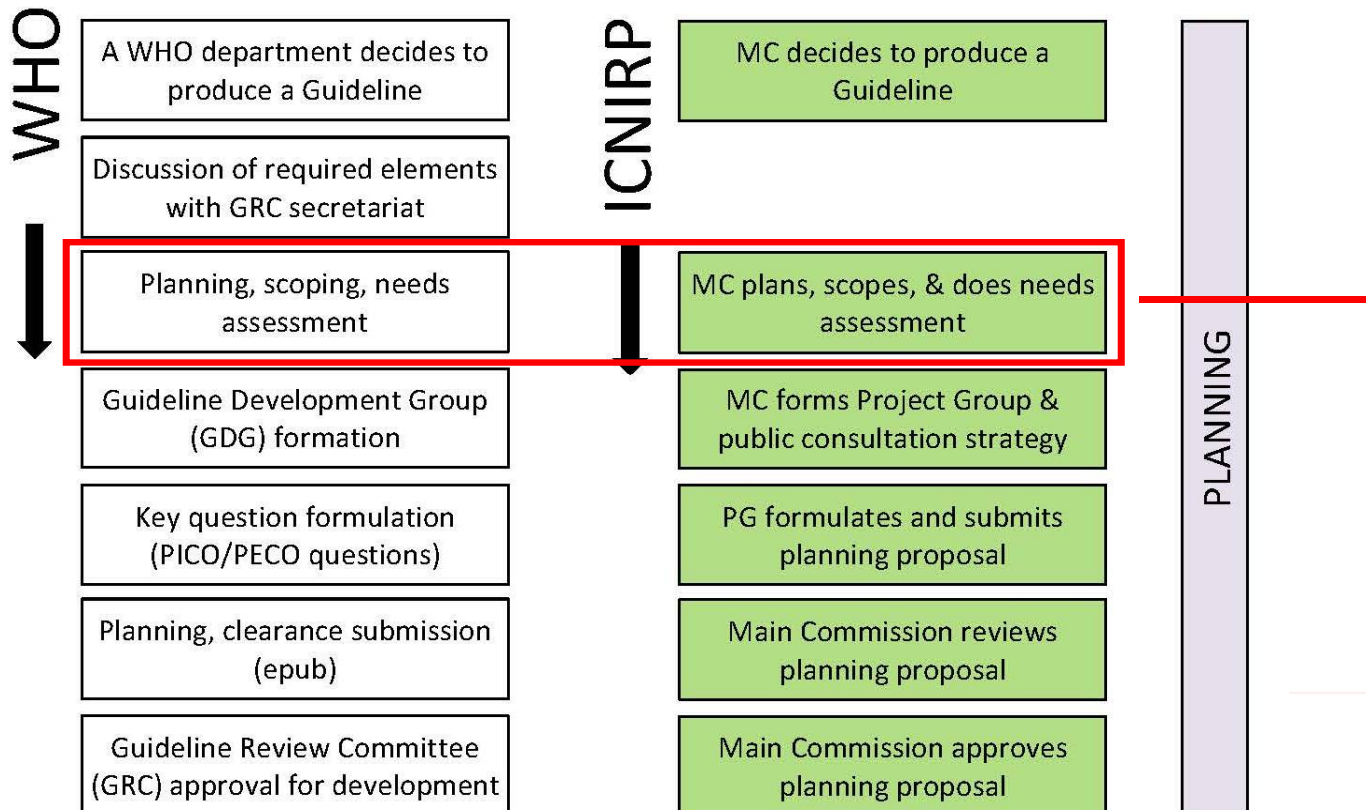 WHO
A WHO department decides to
produce a Guideline
Discussion of required elements
with GRC secretariat
Planning, scoping, needs
assessment
Guideline Development Group
(GDG) formation
Key question formulation
(PICO/PECO questions)
Planning, clearance submission
(epub)
Guideline Review Committee
(GRC) approval for development
ICNIRP
MC decides to produce a
Guideline
MC plans, scopes, & does needs
assessment
MC forms Project Group &
public consultation strategy
PG formulates and submits
planning proposal
Main Commission reviews
planning proposal
Main Commission approves
planning proposal
PLANNING